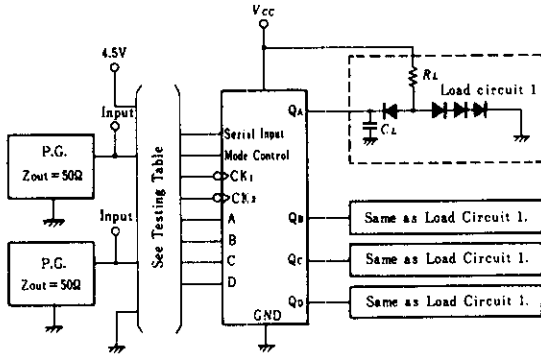 VCC
4.5V
RL
Load circuit 1
Input
QA
CL
P.G.
Zout = 50Ω
Serial Input
Mode Control
CK1
CK2
See Testing Table
A
B
C
D
Input
P.G.
Zout = 50Ω
QB
Same as Load Circuit 1.
QC
Same as Load Circuit 1.
QD
Same as Load Circuit 1.
GND